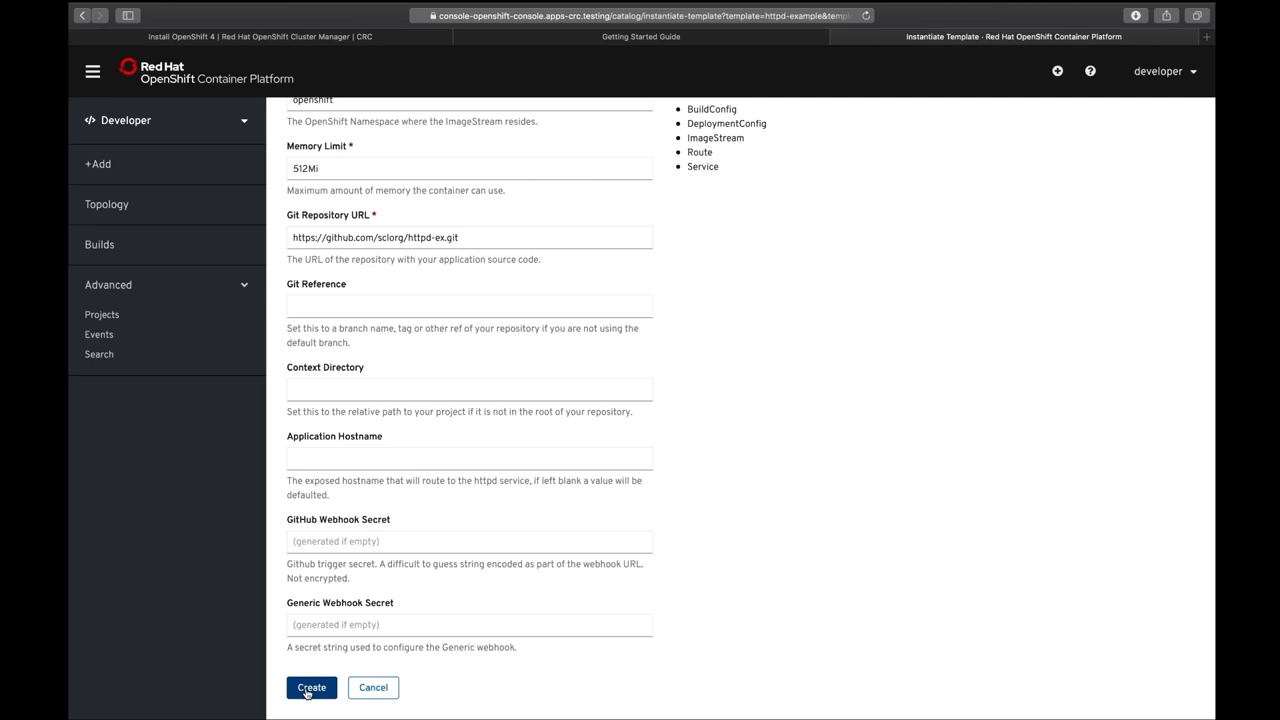 console-openshift-console.apps-crc.testing/catalog/instantiate-template?template=httpd-example&templ
Install OpenShift 4 | Red Hat OpenShift Cluster Manager | CRC
Getting Started Guide
Instantiate Template · Red Hat OpenShift Container Platform
+
Red Hat
OpenShift Container Platform
developer
</> Developer
+Add
Topology
Builds
Advanced
Projects
Events
Search
openshift
The OpenShift Namespace where the ImageStream resides.
Memory Limit *
512Mi
Maximum amount of memory the container can use.
Git Repository URL *
https://github.com/sclorg/httpd-ex.git
The URL of the repository with your application source code.
Git Reference
Set this to a branch name, tag or other ref of your repository if you are not using the
default branch.
Context Directory
Set this to the relative path to your project if it is not in the root of your repository.
Application Hostname
The exposed hostname that will route to the httpd service, if left blank a value will be
defaulted.
GitHub Webhook Secret
(generated if empty)
Github trigger secret. A difficult to guess string encoded as part of the webhook URL.
Not encrypted.
Generic Webhook Secret
(generated if empty)
A secret string used to configure the Generic webhook.
Create
Cancel
• BuildConfig
• DeploymentConfig
• ImageStream
• Route
• Service